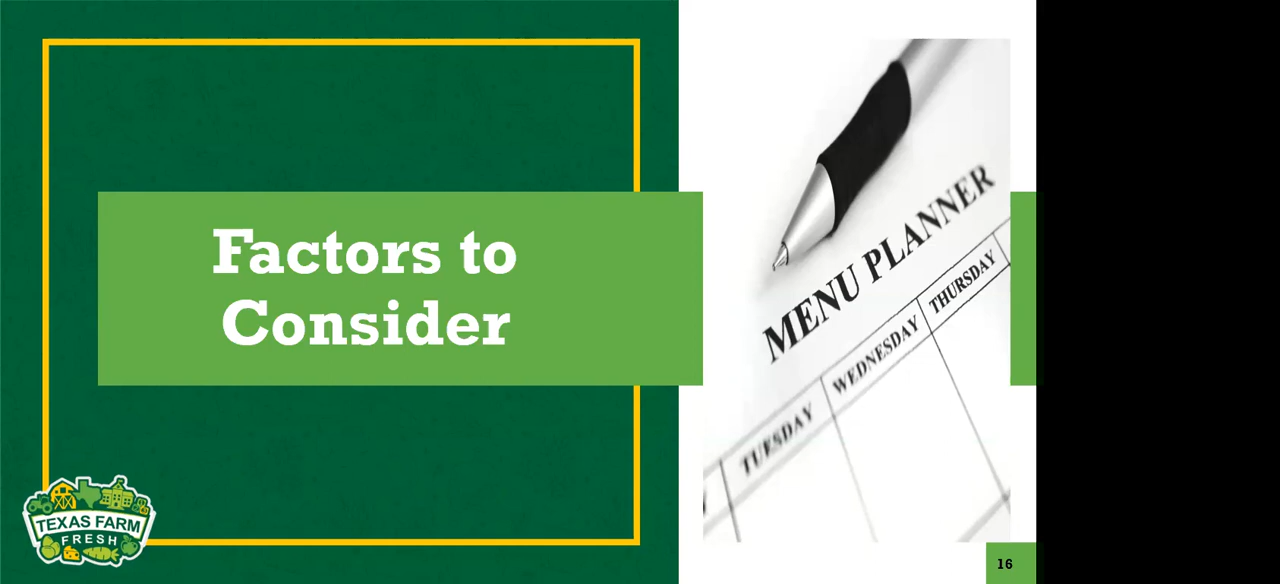 Factors to
Consider
MENU PLANNER
TUESDAY
WEDNESDAY
THURSDAY
TEXAS FARM
FRESH
16